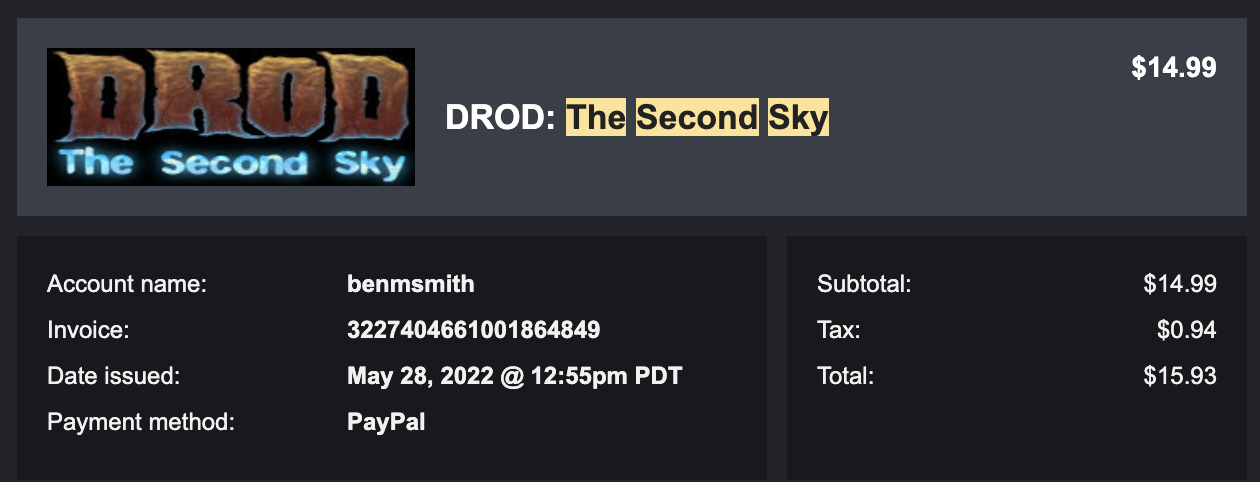 DROD
The Second Sky
DROD: The Second Sky
$14.99
Account name: benmsmith
Invoice: 3227404661001864849
Date issued: May 28, 2022 @ 12:55pm PDT
Payment method: PayPal
Subtotal: $14.99
Tax: $0.94
Total: $15.93